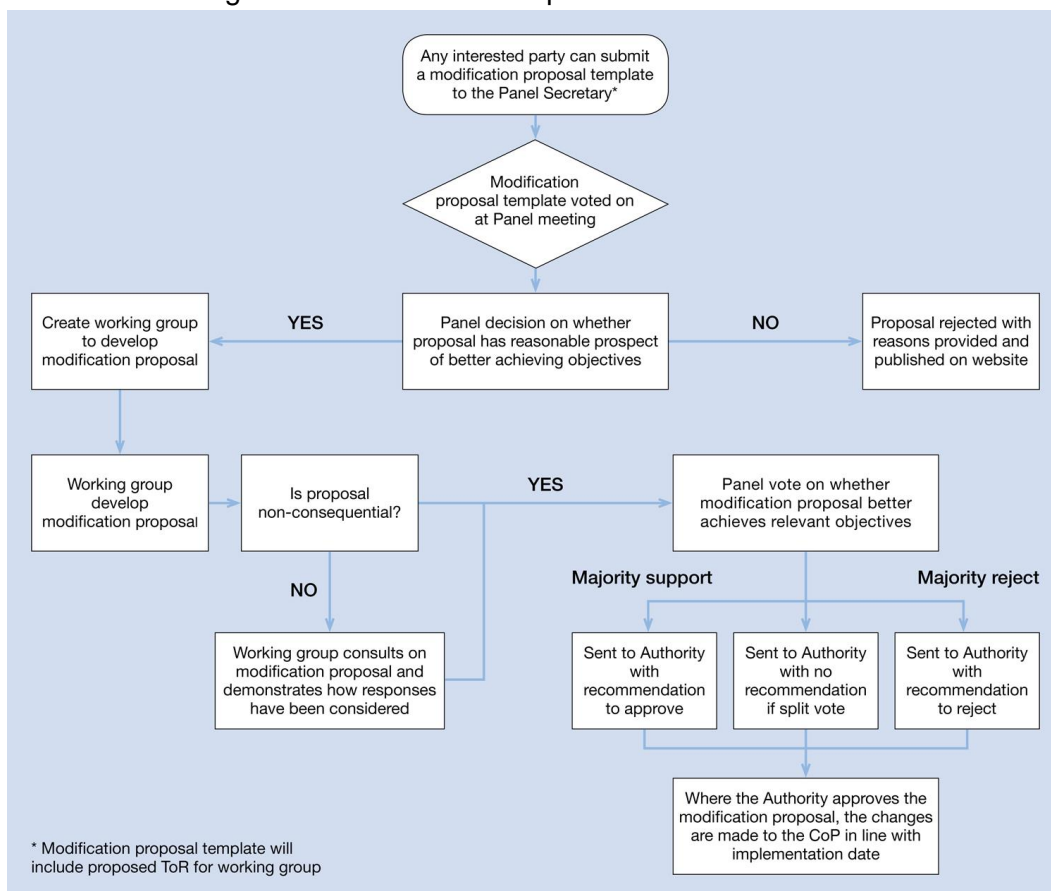 Any interested party can submit
a modification proposal template
to the Panel Secretary*
Modification
proposal template voted on
at Panel meeting
Create working group
to develop
modification proposal
YES
Panel decision on whether
proposal has reasonable prospect
of better achieving objectives
NO
Proposal rejected with
reasons provided and
published on website
Working group
develop
modification proposal
Is proposal
non-consequential?
YES
Panel vote on whether
modification proposal better
achieves relevant objectives
NO
Majority support
Majority reject
Working group consults on
modification proposal and
demonstrates how responses
have been considered
Sent to Authority
with
recommendation
to approve
Sent to Authority
with no
recommendation
if split vote
Sent to Authority
with
recommendation
to reject
Where the Authority approves the
modification proposal, the changes
are made to the CoP in line with
implementation date
* Modification proposal template will
include proposed ToR for working group